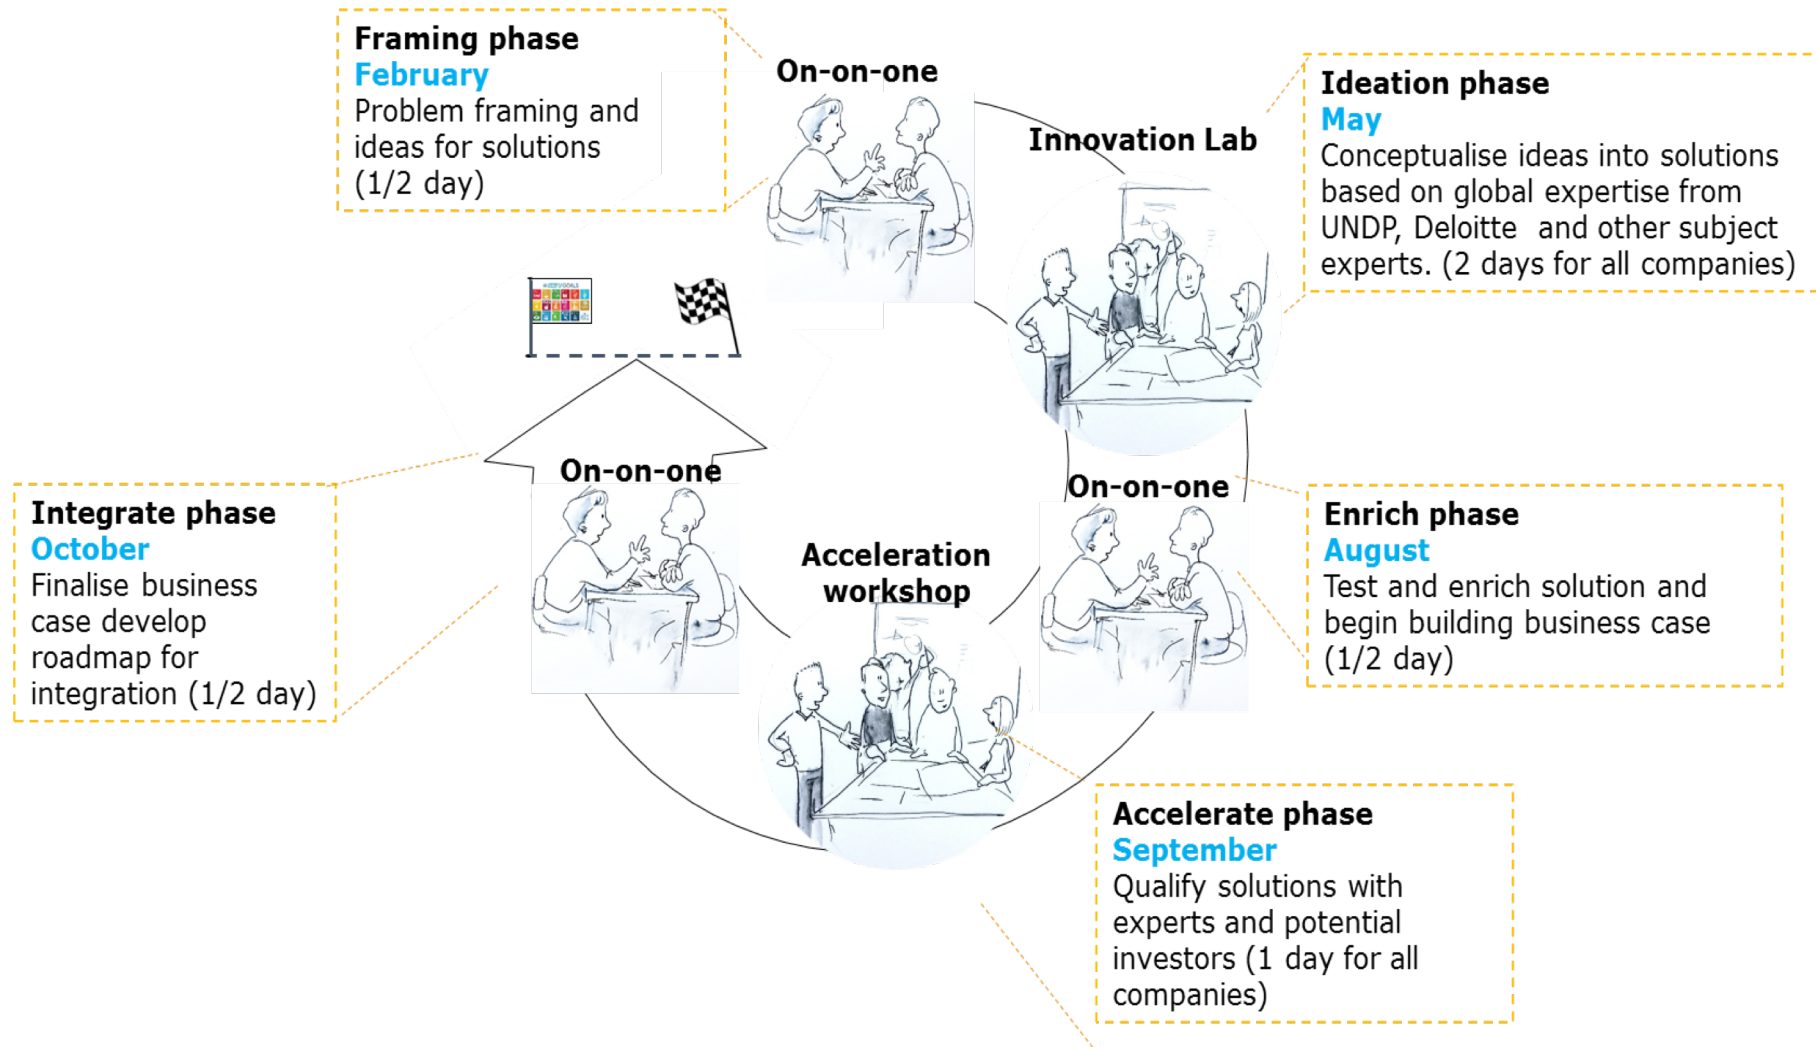 Framing phase
February
Problem framing and
ideas for solutions
(1/2 day)
On-on-one
Innovation Lab
Ideation phase
May
Conceptualise ideas into solutions
based on global expertise from
UNDP, Deloitte  and other subject
experts. (2 days for all companies)
On-on-one
Enrich phase
August
Test and enrich solution and
begin building business case
(1/2 day)
Acceleration
workshop
Accelerate phase
September
Qualify solutions with
experts and potential
investors (1 day for all
companies)
On-on-one
Integrate phase
October
Finalise business
case develop
roadmap for
integration (1/2 day)